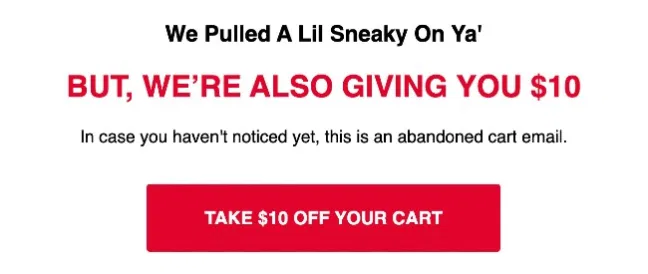 We Pulled A Lil Sneaky On Ya'
BUT, WE’RE ALSO GIVING YOU $10
In case you haven't noticed yet, this is an abandoned cart email.
TAKE $10 OFF YOUR CART